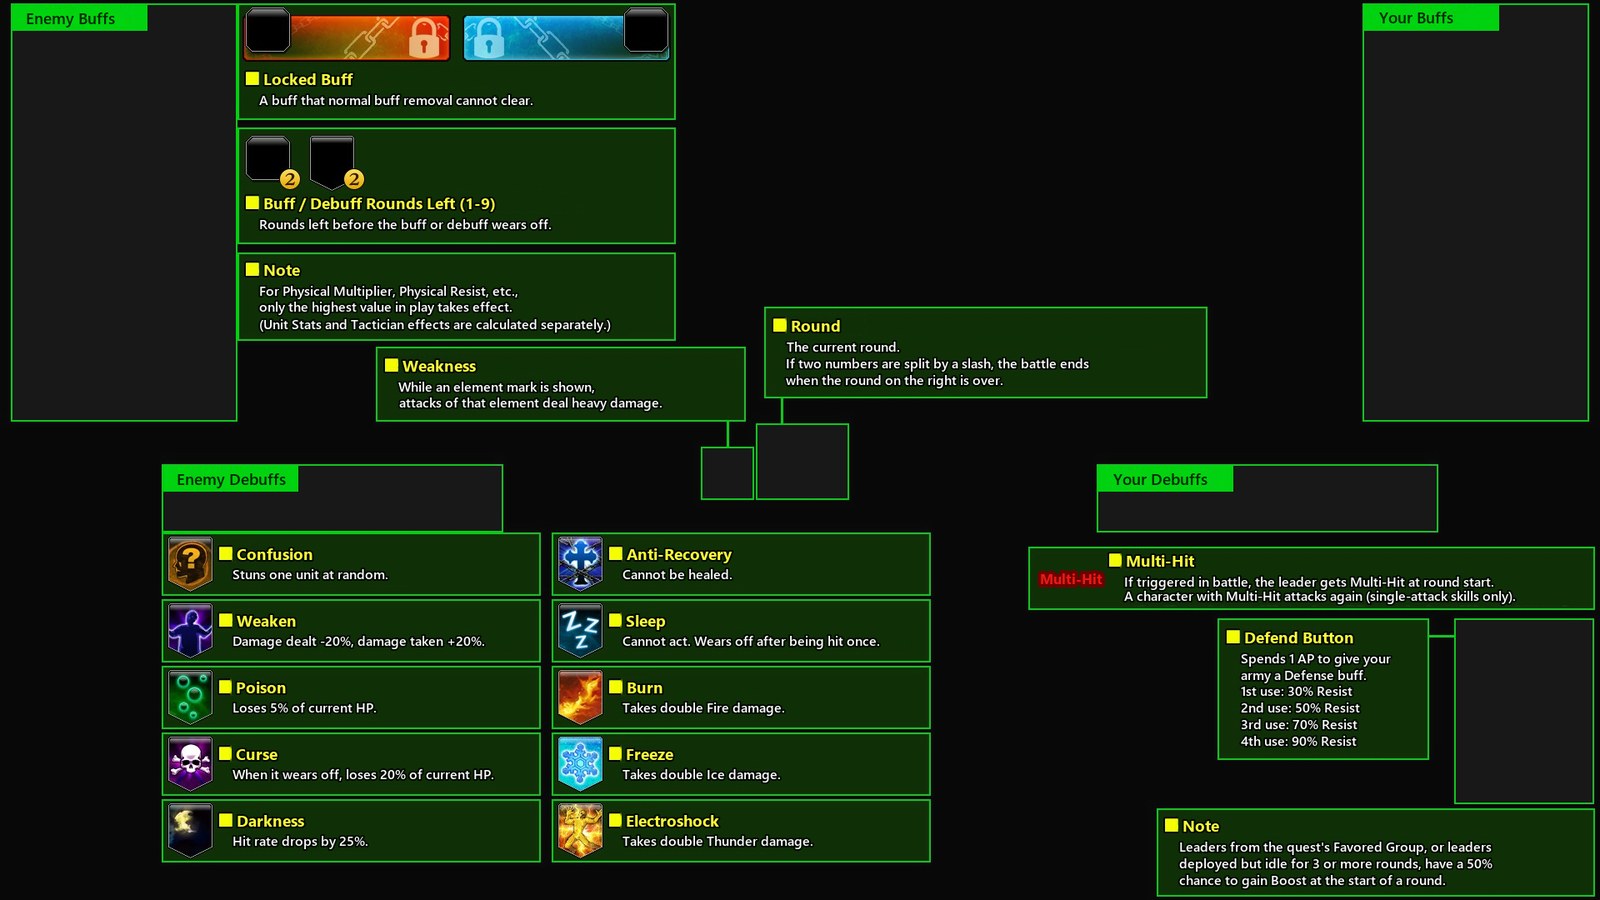 Enemy Buffs
Locked Buff
A buff that normal buff removal cannot clear.
2
2
Buff / Debuff Rounds Left (1-9)
Rounds left before the buff or debuff wears off.
Note
For Physical Multiplier, Physical Resist, etc.,
only the highest value in play takes effect.
(Unit Stats and Tactician effects are calculated separately.)
Weakness
While an element mark is shown,
attacks of that element deal heavy damage.
Round
The current round.
If two numbers are split by a slash, the battle ends
when the round on the right is over.
Your Buffs
Enemy Debuffs
?
Confusion
Stuns one unit at random.
Weaken
Damage dealt -20%, damage taken +20%.
Poison
Loses 5% of current HP.
Curse
When it wears off, loses 20% of current HP.
Darkness
Hit rate drops by 25%.
Anti-Recovery
Cannot be healed.
Z Z Z
Sleep
Cannot act. Wears off after being hit once.
Burn
Takes double Fire damage.
Freeze
Takes double Ice damage.
Electroshock
Takes double Thunder damage.
Your Debuffs
Multi-Hit
Multi-Hit
If triggered in battle, the leader gets Multi-Hit at round start.
A character with Multi-Hit attacks again (single-attack skills only).
Defend Button
Spends 1 AP to give your
army a Defense buff.
1st use: 30% Resist
2nd use: 50% Resist
3rd use: 70% Resist
4th use: 90% Resist
Note
Leaders from the quest's Favored Group, or leaders
deployed but idle for 3 or more rounds, have a 50%
chance to gain Boost at the start of a round.